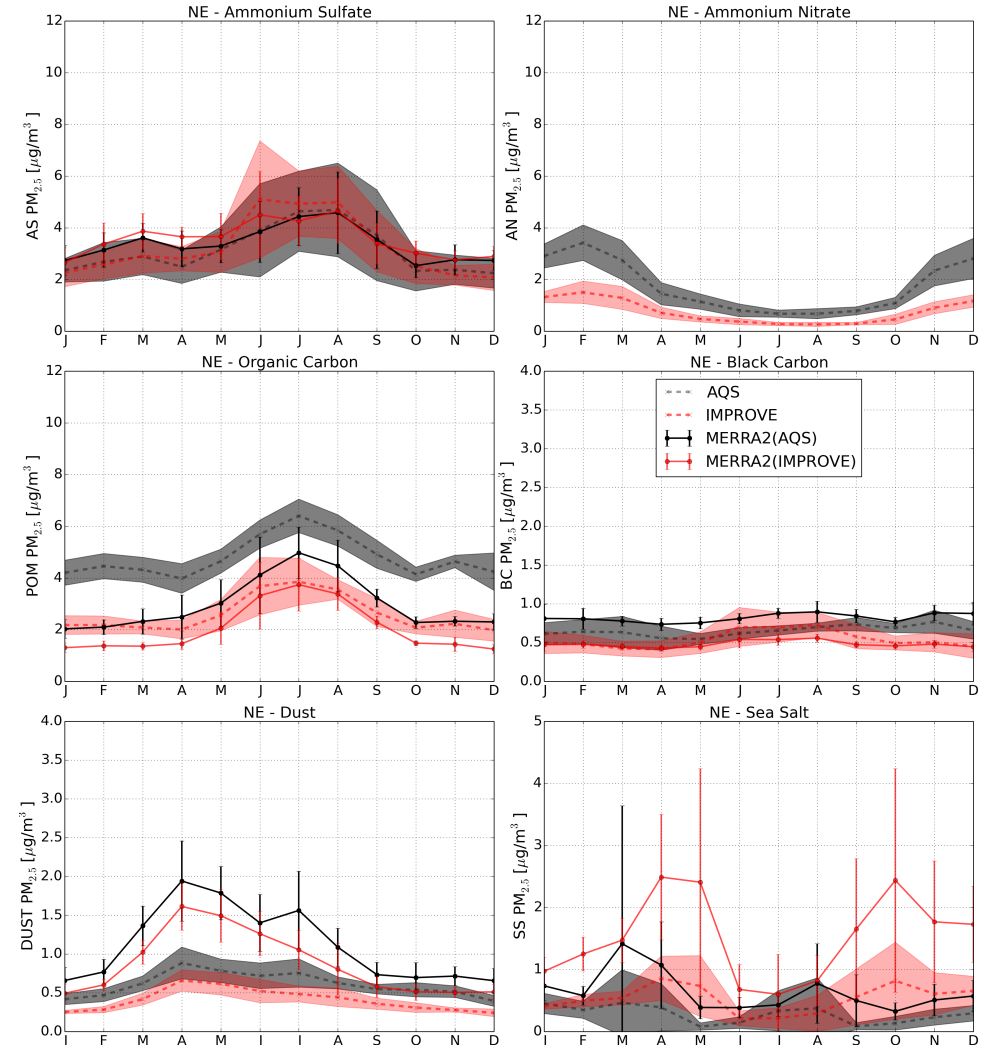 NE - Ammonium Sulfate
AS PM2.5 [μg/m3 ]
12
10
8
6
4
2
0
J F M A M J J A S O N D
NE - Ammonium Nitrate
AN PM2.5 [μg/m3 ]
12
10
8
6
4
2
0
J F M A M J J A S O N D
NE - Organic Carbon
POM PM2.5 [μg/m3 ]
12
10
8
6
4
2
0
J F M A M J J A S O N D
NE - Black Carbon
BC PM2.5 [μg/m3 ]
4.0
3.5
3.0
2.5
2.0
1.5
1.0
0.5
0.0
AQS
IMPROVE
MERRA2(AQS)
MERRA2(IMPROVE)
J F M A M J J A S O N D
NE - Dust
DUST PM2.5 [μg/m3 ]
4.0
3.5
3.0
2.5
2.0
1.5
1.0
0.5
0.0
J F M A M J J A S O N D
NE - Sea Salt
SS PM2.5 [μg/m3 ]
5
4
3
2
1
0
J F M A M J J A S O N D